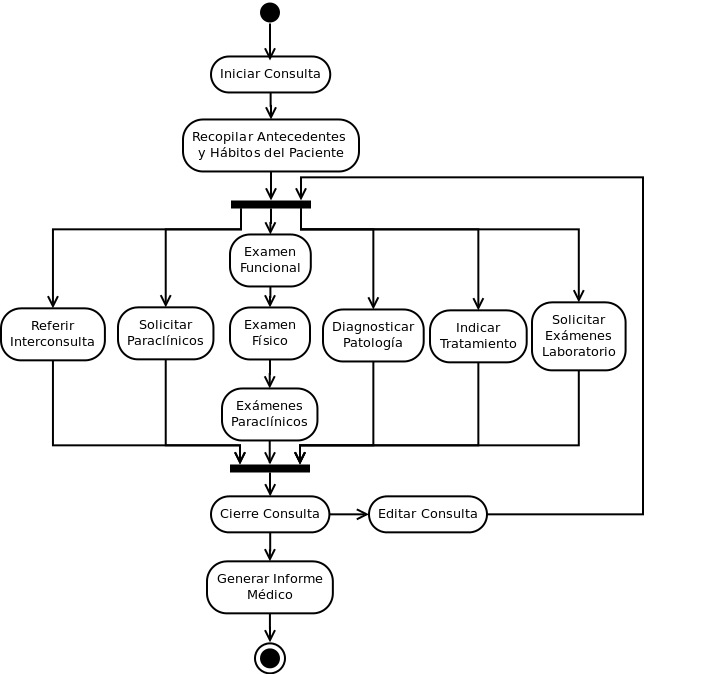 Iniciar Consulta
Recopilar Antecedentes
y Hábitos del Paciente
Examen
Funcional
Referir
Interconsulta
Solicitar
Paraclínicos
Examen
Físico
Diagnosticar
Patología
Indicar
Tratamiento
Solicitar
Exámenes
Laboratorio
Exámenes
Paraclínicos
Cierre Consulta
Editar Consulta
Generar Informe
Médico